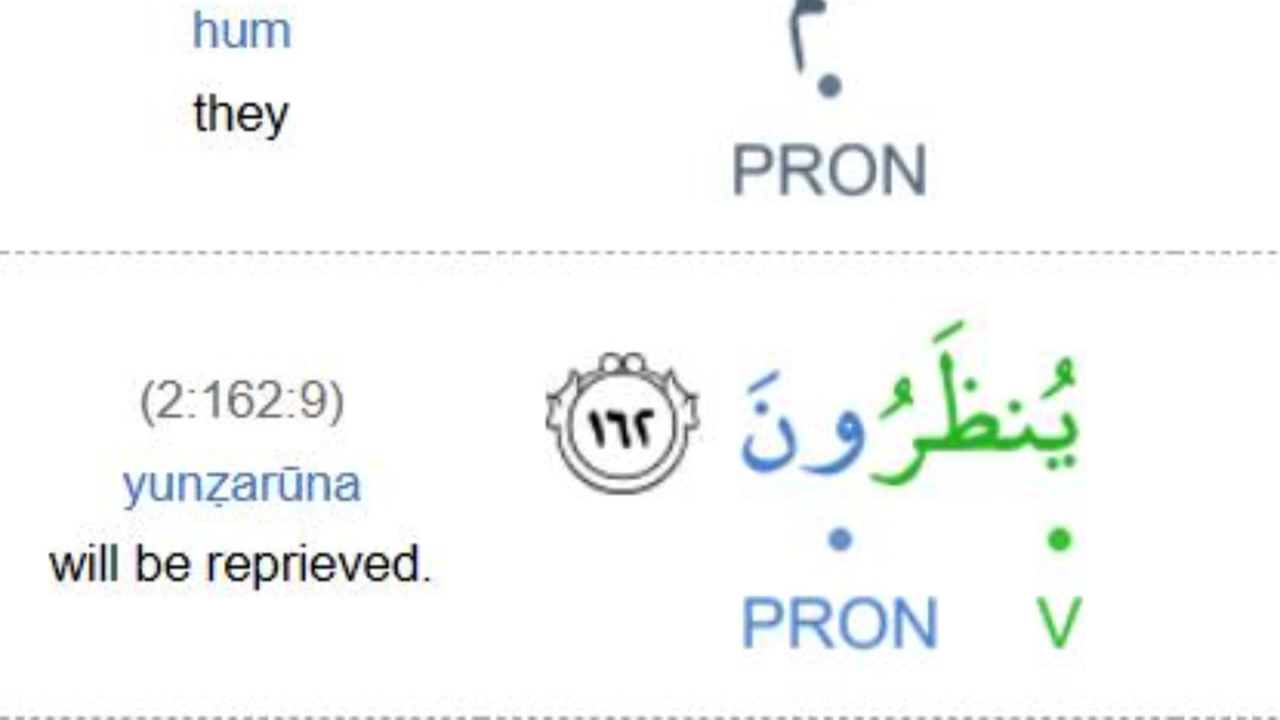 hum
they
PRON
(2:162:9)
yunẓarūna
will be reprieved.
يُنظَرُونَ ١٦٢
PRON V